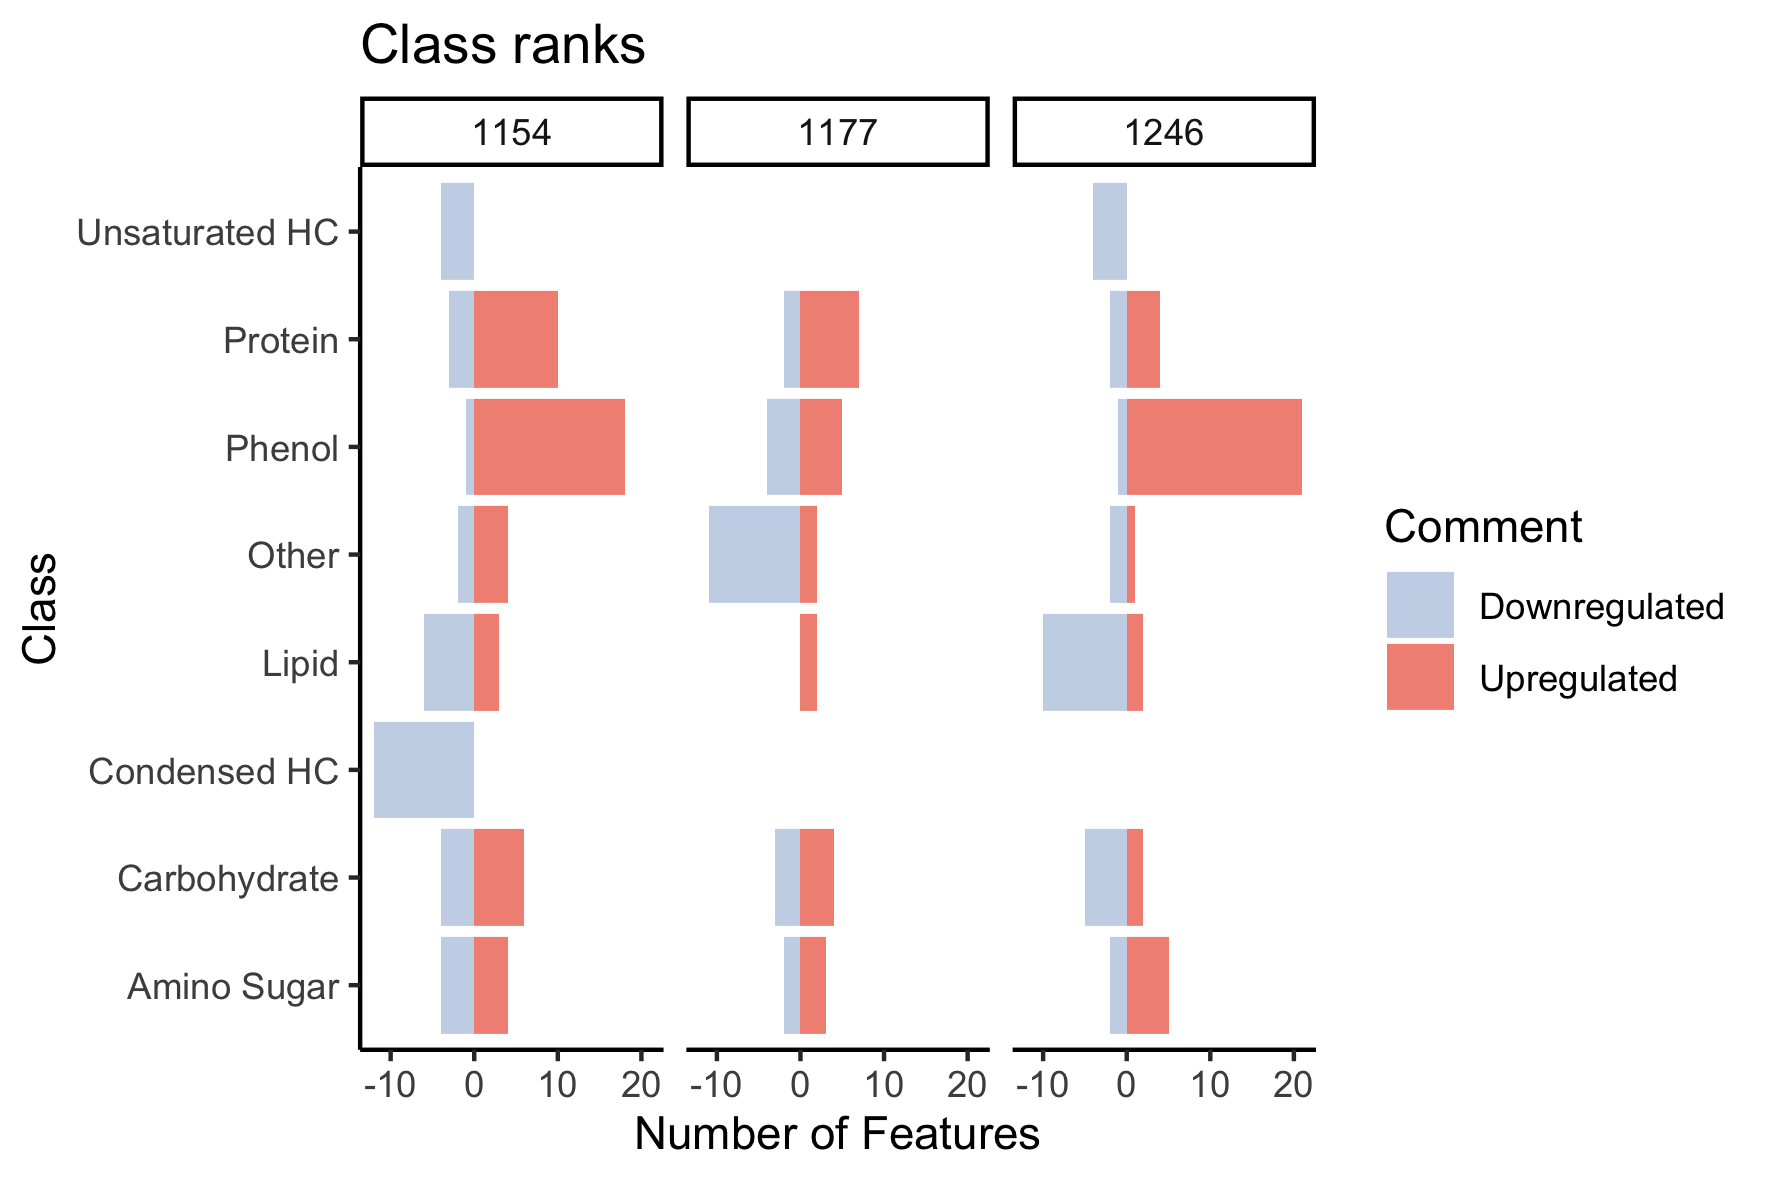 Class ranks
1154 1177 1246
Unsaturated HC
Protein
Phenol
Other
Lipid
Condensed HC
Carbohydrate
Amino Sugar
Class
-10 0 10 20 -10 0 10 20 -10 0 10 20
Number of Features
Comment
Downregulated
Upregulated